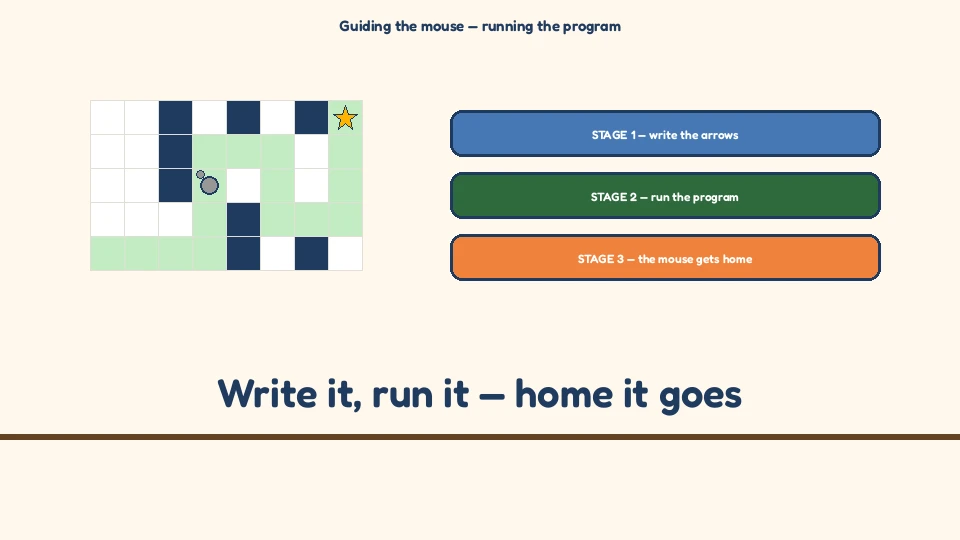 Guiding the mouse — running the program
STAGE 1 — write the arrows
STAGE 2 — run the program
STAGE 3 — the mouse gets home
Write it, run it — home it goes